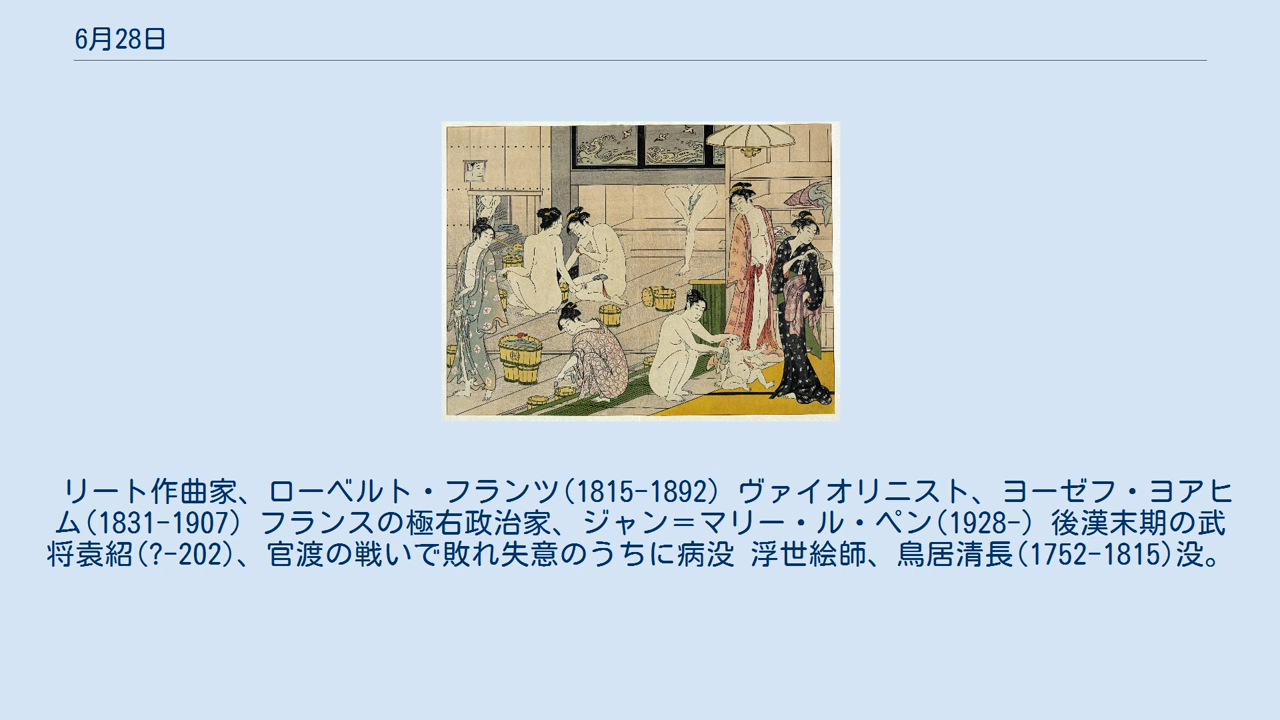 6月28日
リート作曲家、ローベルト・フランツ(1815-1892) ヴァイオリニスト、ヨーゼフ・ヨアヒ
ム(1831-1907) フランスの極右政治家、ジャン＝マリー・ル・ペン(1928-) 後漢末期の武
将袁紹(?-202)、官渡の戦いで敗れ失意のうちに病没 浮世絵師、鳥居清長(1752-1815)没。